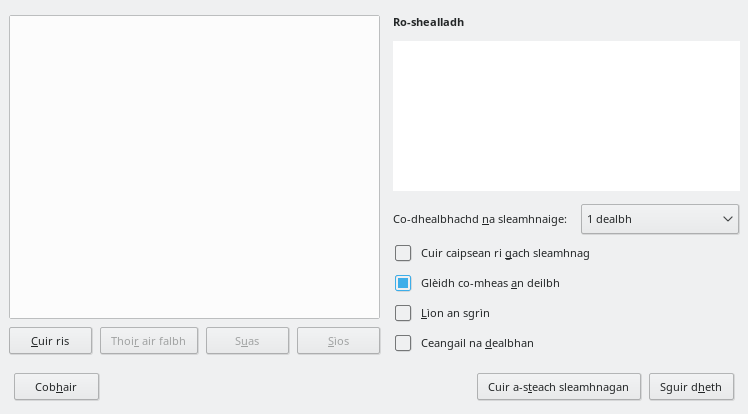 Ro-shealladh
Co-dhealbhachd na sleamhnaige:
1 dealbh
Cuir caipsean ri gach sleamhnag
Glèidh co-mheas an deilbh
Lìon an sgrìn
Ceangail na dealbhan
Cuir ris
Thoir air falbh
Suas
Sìos
Cobhair
Cuir a-steach sleamhnagan
Sguir dheth